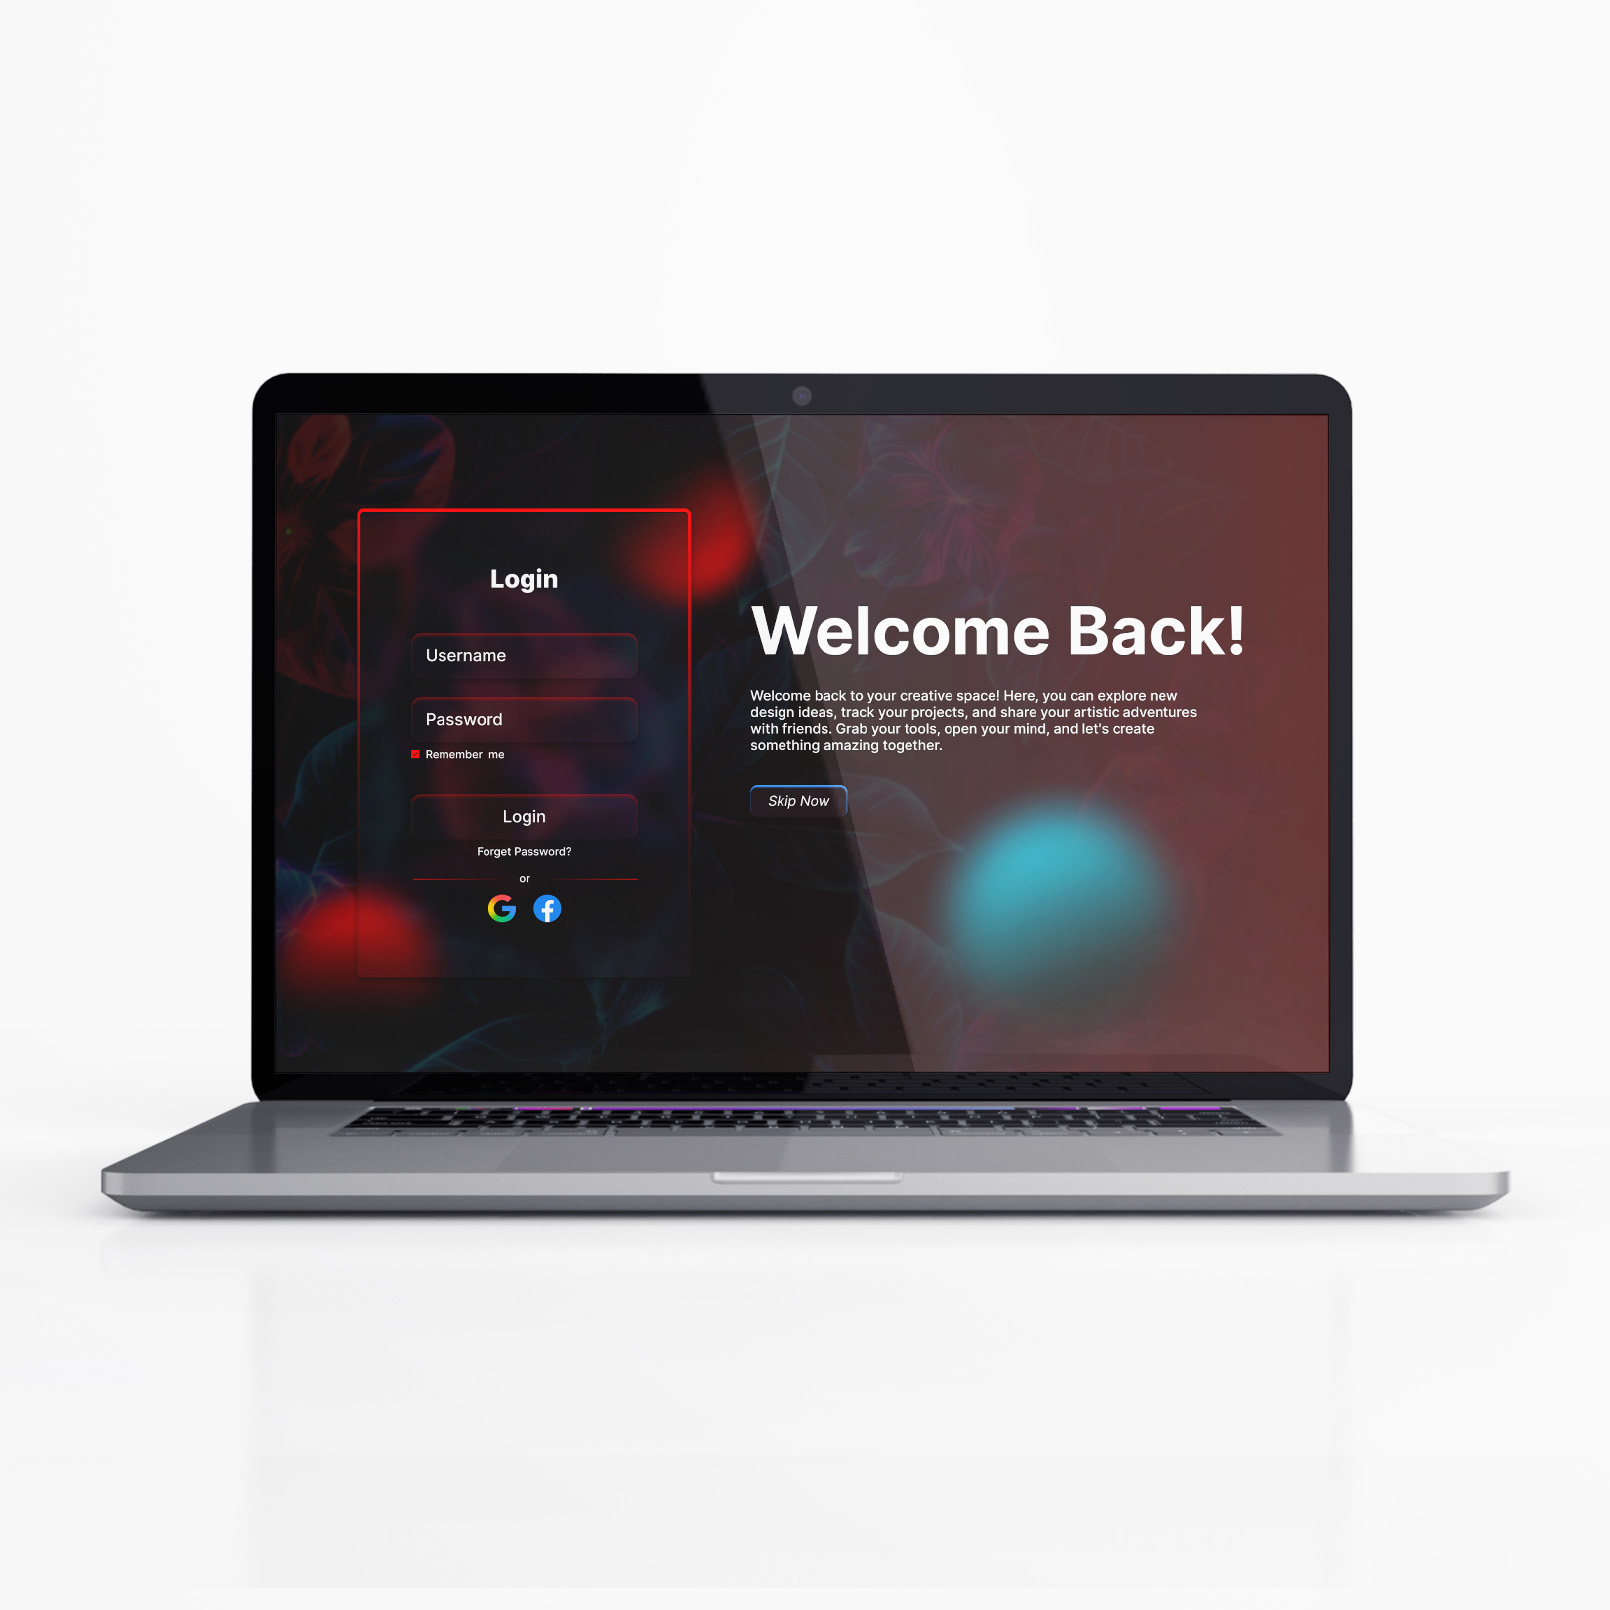 Login
Username
Password
Remember me
Login
Forget Password?
or
Welcome Back!
Welcome back to your creative space! Here, you can explore new
design ideas, track your projects, and share your artistic adventures
with friends. Grab your tools, open your mind, and let's create
something amazing together.
Skip Now